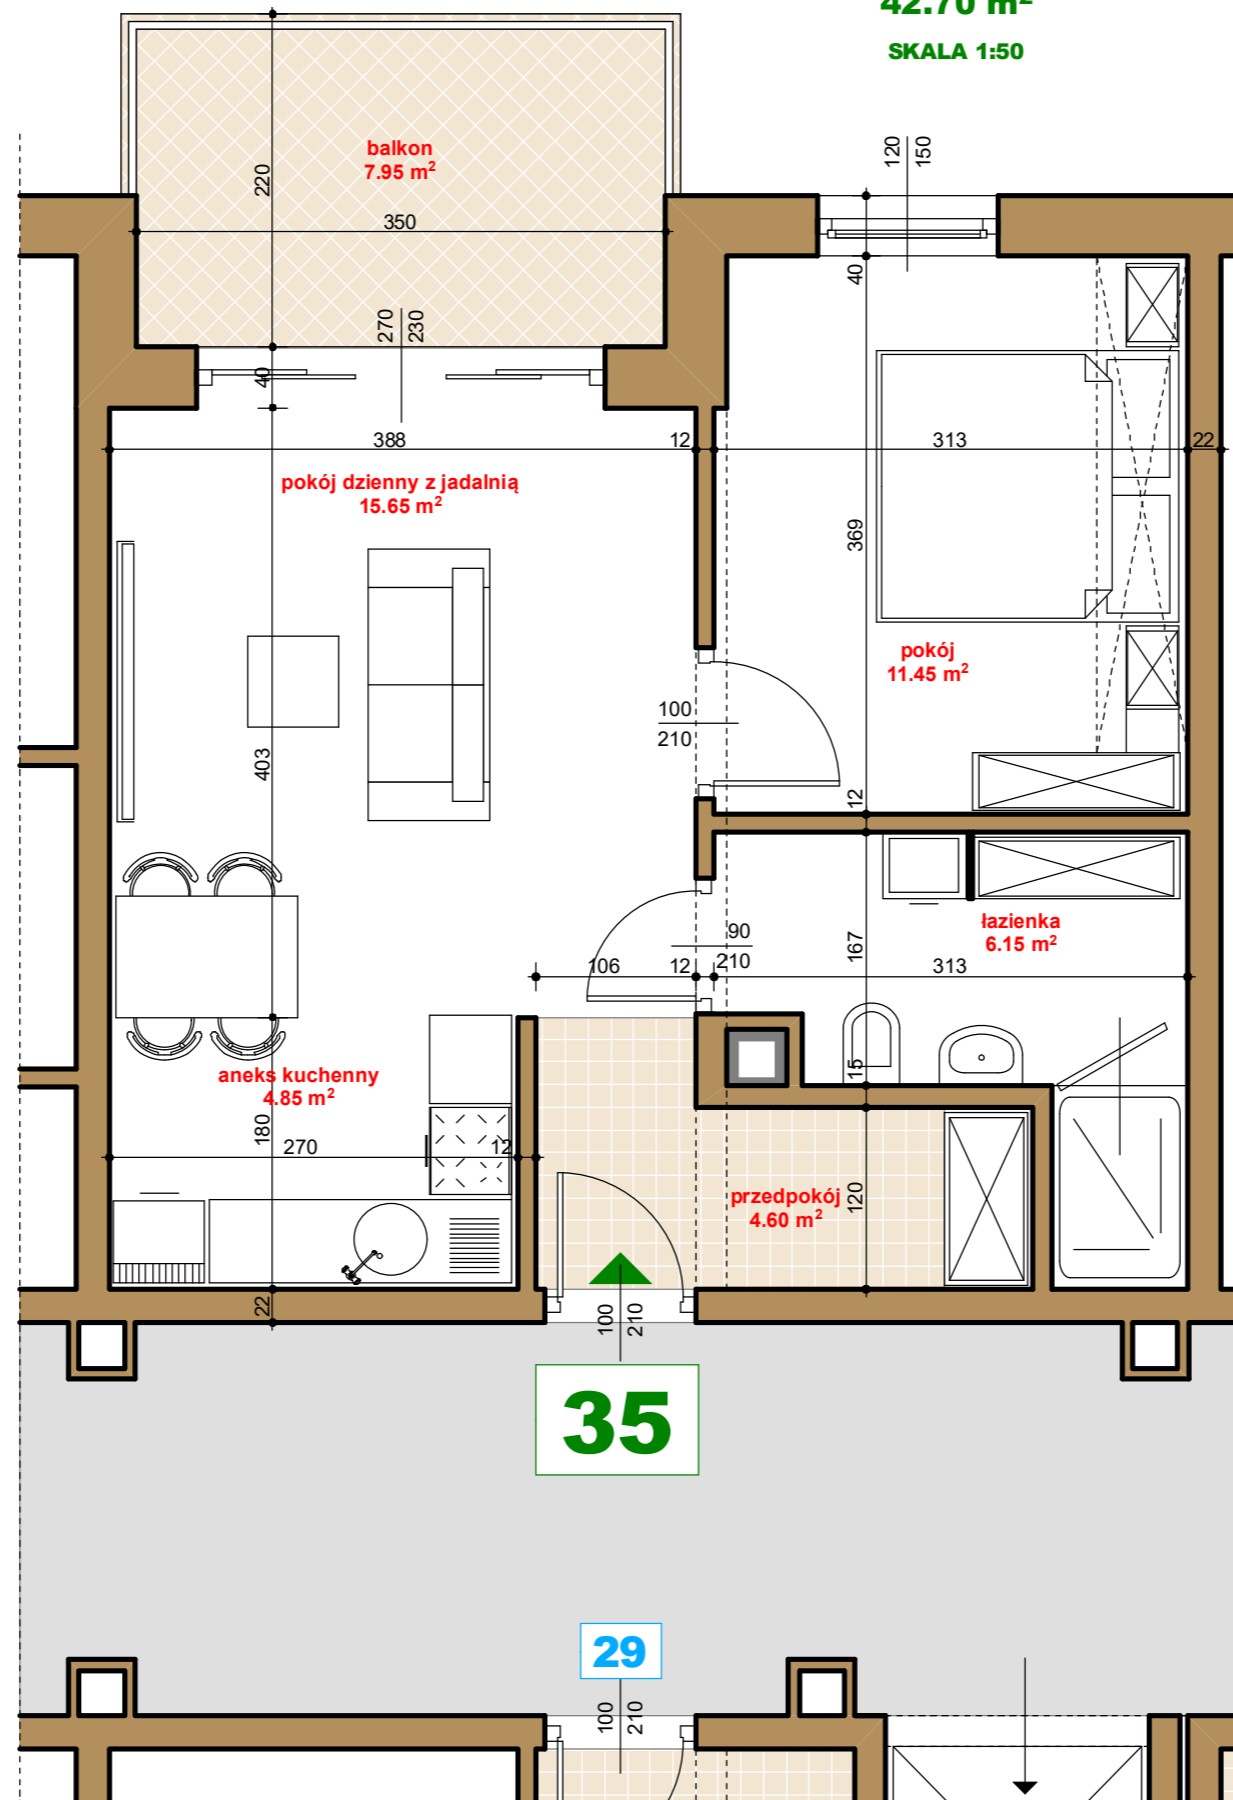 42.70 m²
SKALA 1:50
120
150
balkon
7.95 m²
220
350
40
270
230
40
388
12
313
22
pokój dzienny z jadalnią
15.65 m²
369
pokój
11.45 m²
100
210
403
12
łazienka
6.15 m²
90
210
167
106
12
313
15
aneks kuchenny
4.85 m²
180
270
12
przedpokój
4.60 m²
120
22
100
210
35
29
100
210